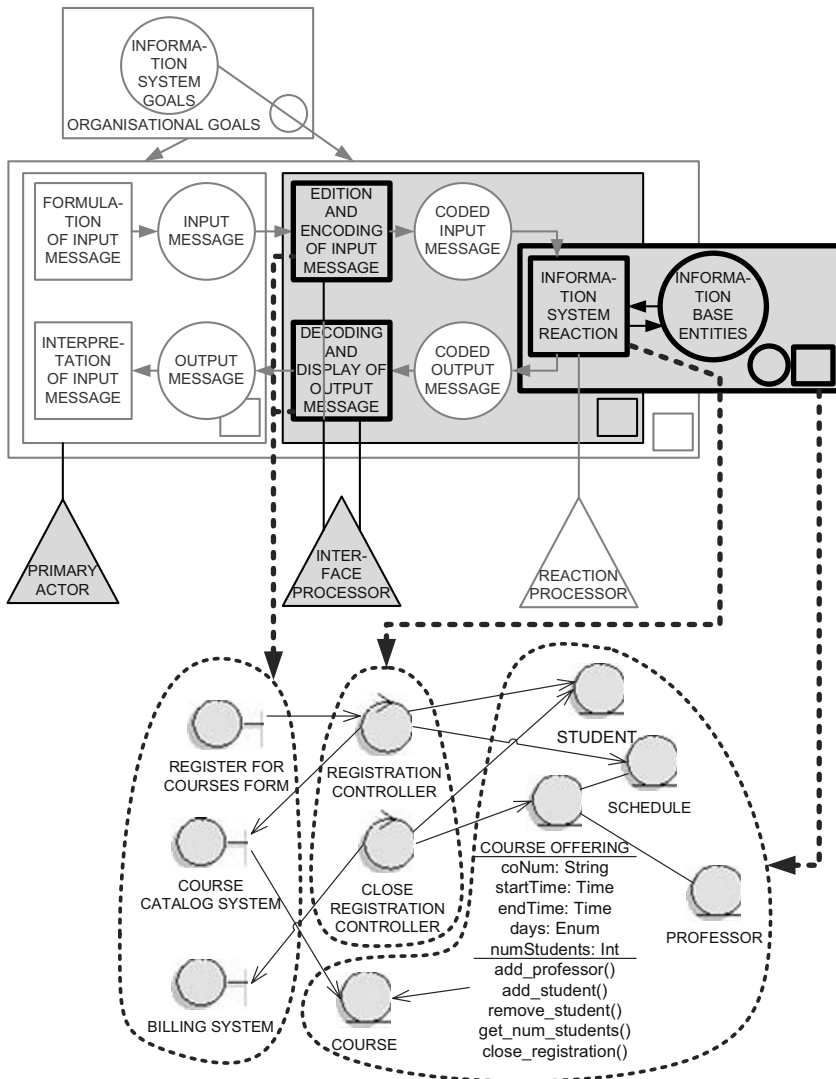 INFORMA-
TION
SYSTEM
GOALS
ORGANISATIONAL GOALS
FORMULA-
TION
OF INPUT
MESSAGE
INPUT
MESSAGE
EDITION
AND
ENCODING
OF INPUT
MESSAGE
CODED
INPUT
MESSAGE
INFORMA-
TION
SYSTEM
REACTION
INFORMATION
BASE
ENTITIES
INTERPRE-
TATION
OF INPUT
MESSAGE
OUTPUT
MESSAGE
DECODING
AND
DISPLAY OF
OUTPUT
MESSAGE
CODED
OUTPUT
MESSAGE
PRIMARY
ACTOR
INTER-
FACE
PROCESSOR
REACTION
PROCESSOR
REGISTER FOR
COURSES FORM
REGISTRATION
CONTROLLER
STUDENT
SCHEDULE
COURSE
CATALOG SYSTEM
CLOSE
REGISTRATION
CONTROLLER
COURSE OFFERING
coNum: String
startTime: Time
endTime: Time
days: Enum
numStudents: Int
add_professor()
add_student()
remove_student()
get_num_students()
close_registration()
PROFESSOR
BILLING SYSTEM
COURSE